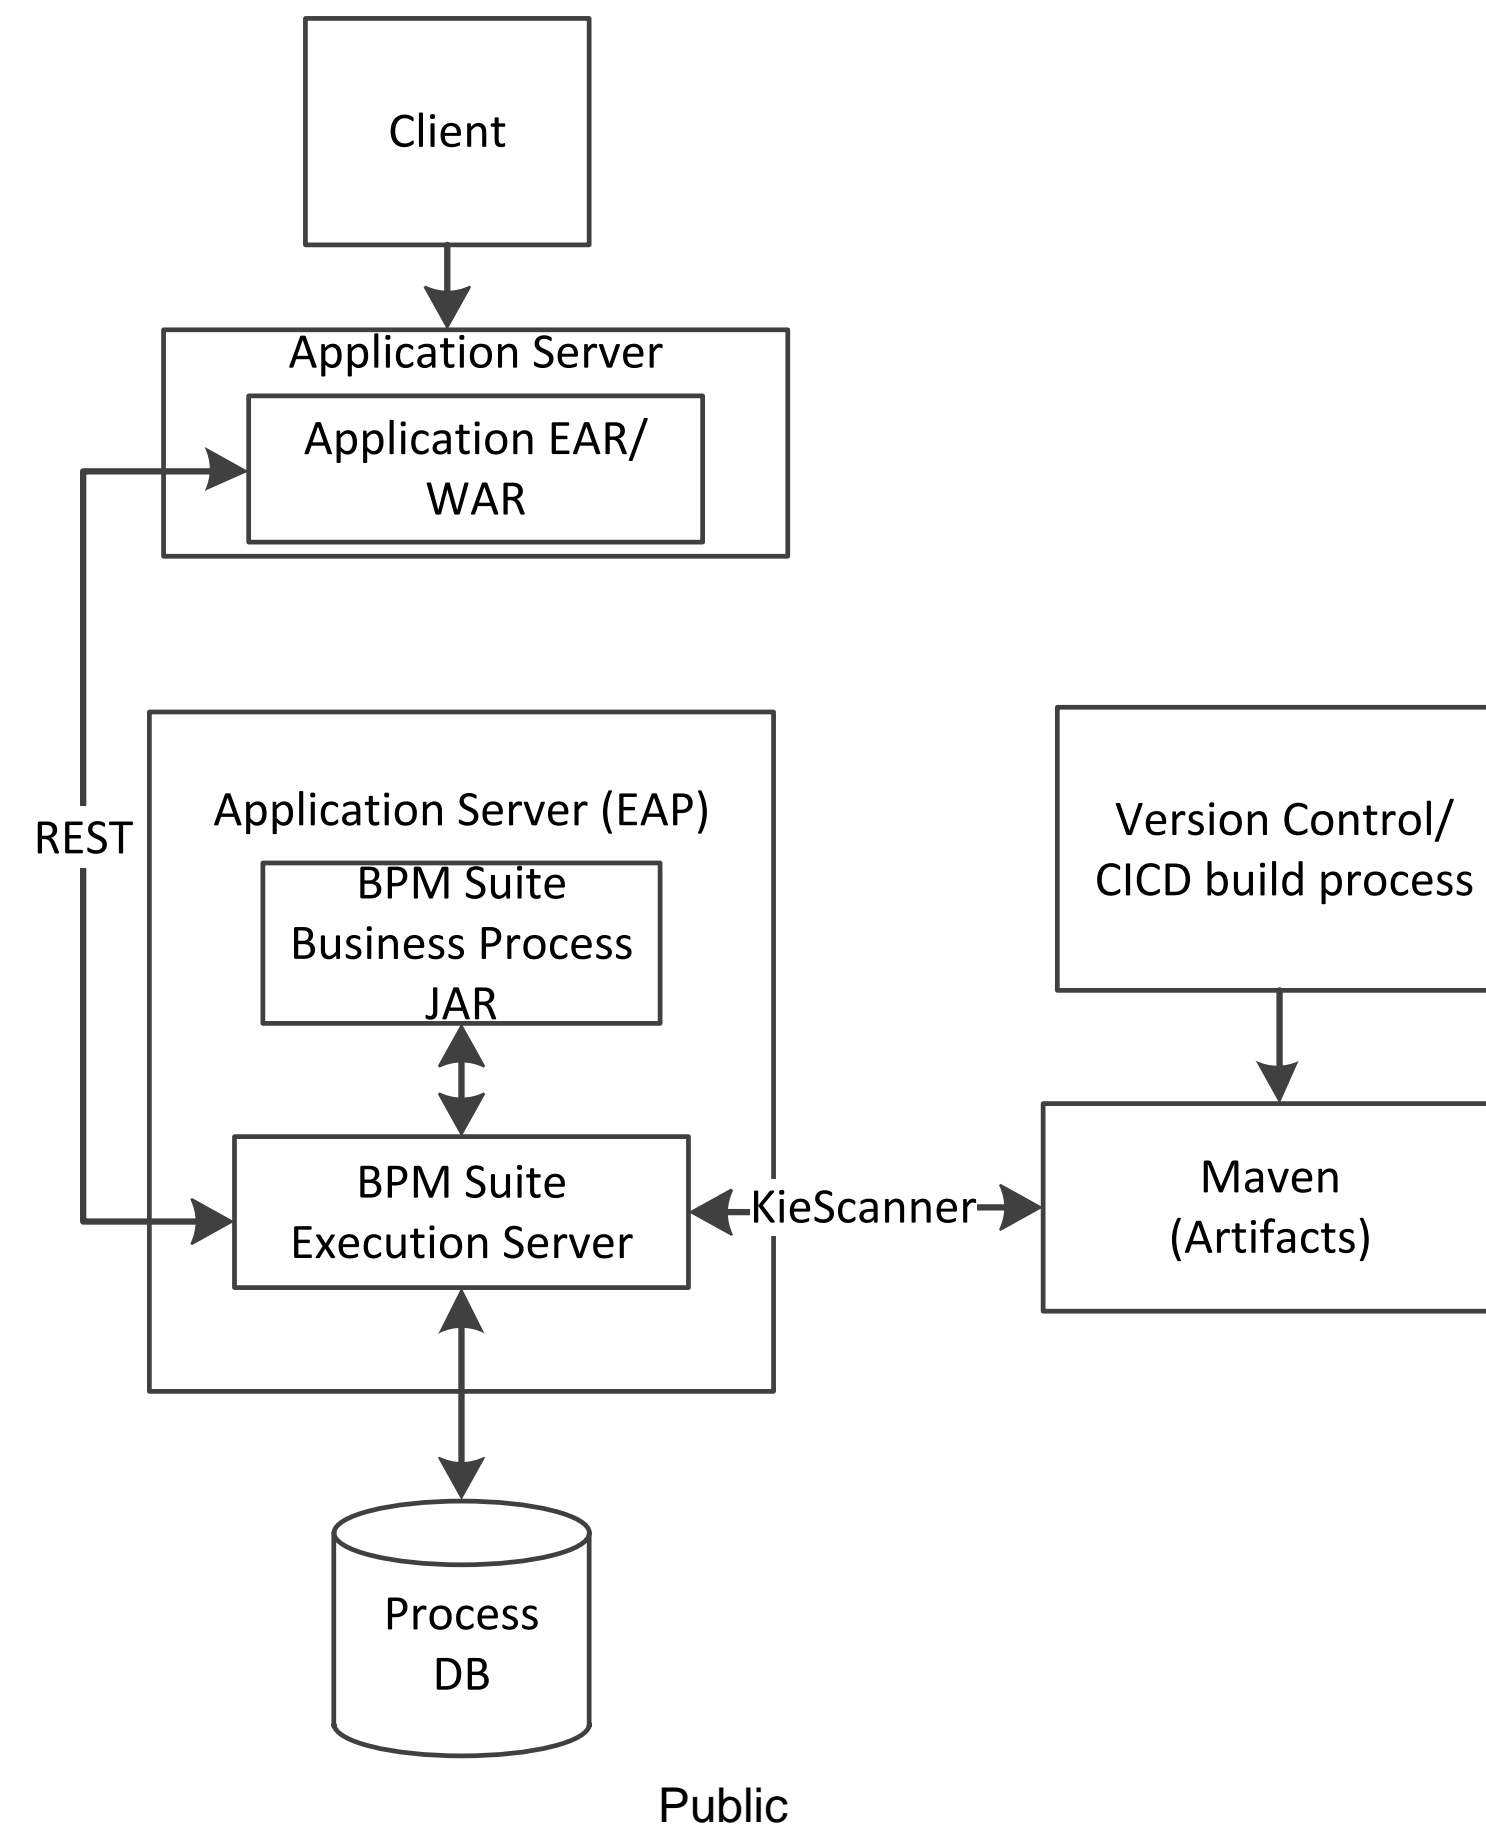 Client
Application Server
Application EAR/
WAR
REST
Application Server (EAP)
BPM Suite
Business Process
JAR
BPM Suite
Execution Server
KieScanner
Version Control/
CICD build process
Maven
(Artifacts)
Process
DB
Public